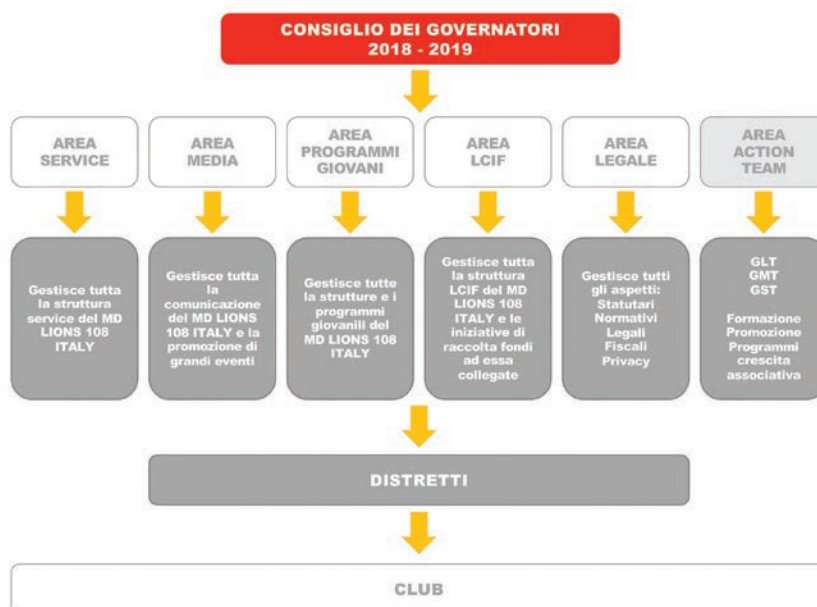 CONSIGLIO DEI GOVERNATORI
2018 - 2019
AREA
SERVICE
AREA
MEDIA
AREA
PROGRAMMI
GIOVANI
AREA
LCIF
AREA
LEGALE
AREA
ACTION
TEAM
Gestisce tutta
la struttura
service del MD
LIONS 108
ITALY
Gestisce tutta
la
comunicazione
del MD LIONS
108 ITALY e la
promozione di
grandi eventi
Gestisce tutte
le strutture e i
programmi
giovanili del
MD LIONS 108
ITALY
Gestisce tutta
la struttura
LCIF del MD
LIONS 108
ITALY e le
iniziative di
raccolta fondi
ad essa
collegate
Gestisce tutti
gli aspetti:
Statutari
Normativi
Legali
Fiscali
Privacy
GLT
GMT
GST
Formazione
Promozione
Programmi
crescita
associativa
DISTRETTI
CLUB